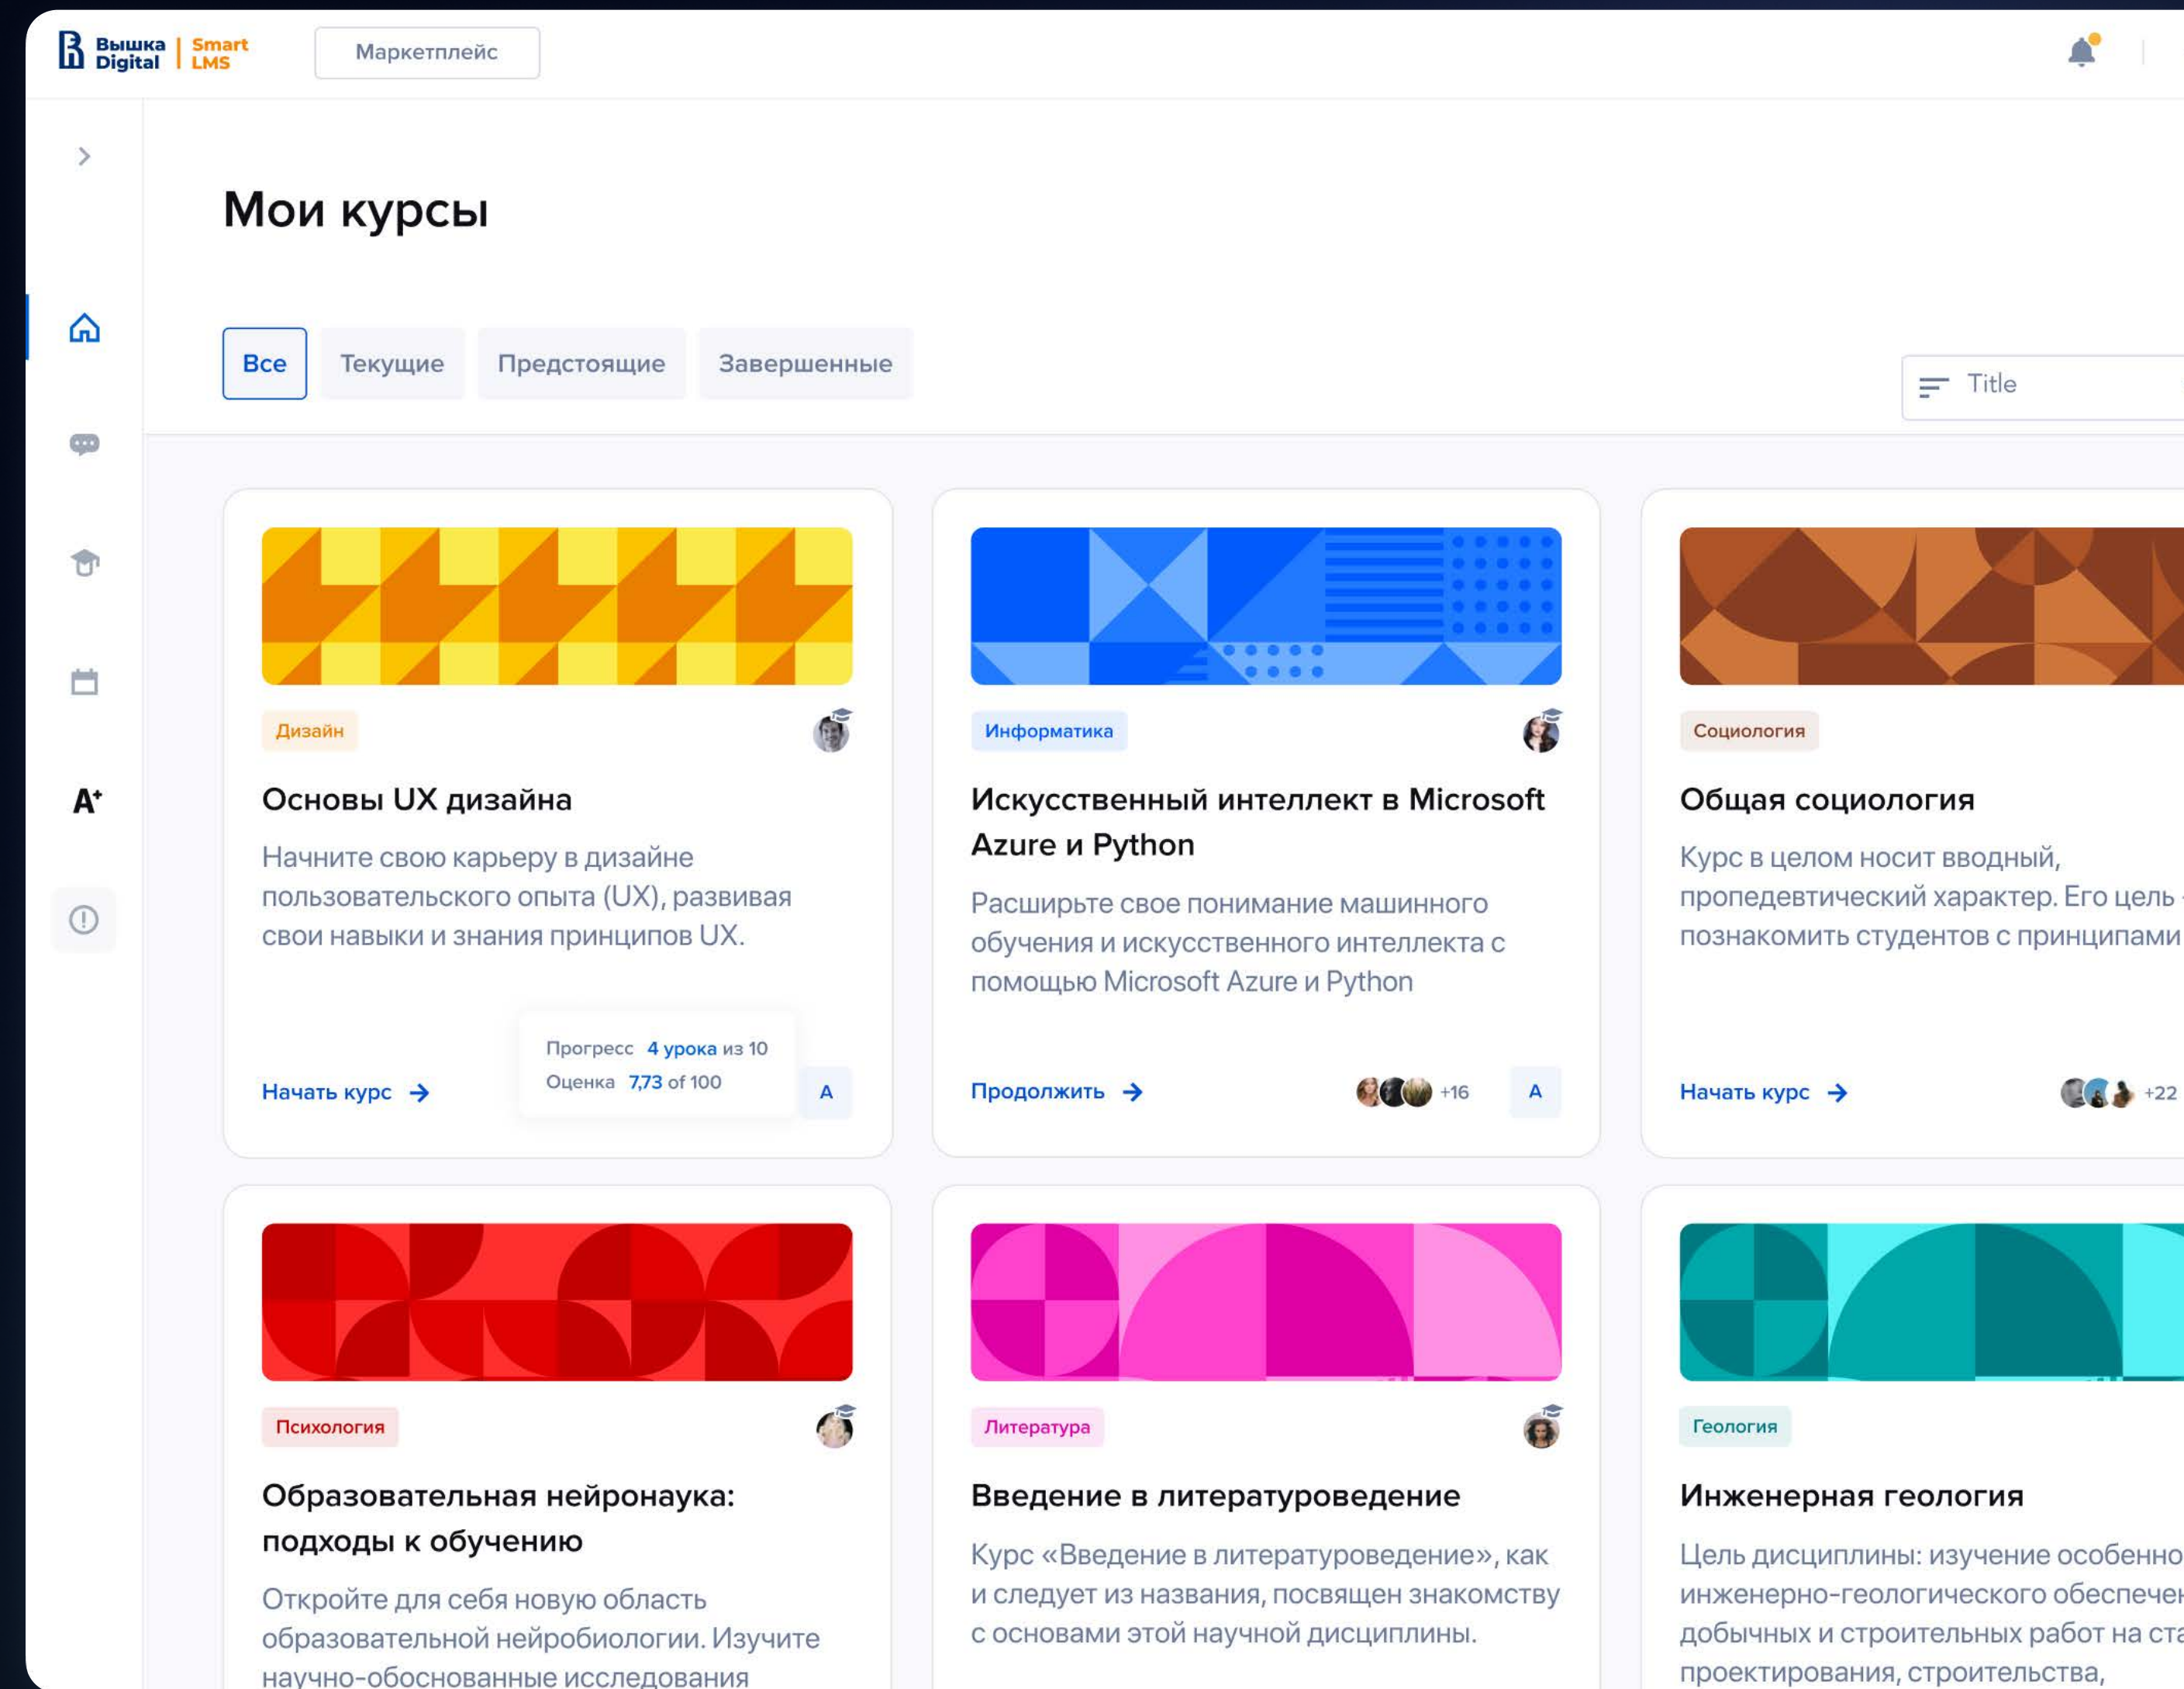 Вышка Digital | Smart LMS
Маркетплейс
Мои курсы
Все
Текущие
Предстоящие
Завершенные
Title
Дизайн
Основы UX дизайна
Начните свою карьеру в дизайне
пользовательского опыта (UX), развивая
свои навыки и знания принципов UX.
Прогресс 4 урока из 10
Оценка 7,73 of 100
Начать курс
A
Информатика
Искусственный интеллект в Microsoft
Azure и Python
Расширьте свое понимание машинного
обучения и искусственного интеллекта с
помощью Microsoft Azure и Python
Продолжить
+16
A
Социология
Общая социология
Курс в целом носит вводный,
пропедевтический характер. Его цель -
познакомить студентов с принципами
Начать курс
+22
A+
Психология
Образовательная нейронаука:
подходы к обучению
Откройте для себя новую область
образовательной нейробиологии. Изучите
научно-обоснованные исследования
Литература
Введение в литературоведение
Курс «Введение в литературоведение», как
и следует из названия, посвящен знакомству
с основами этой научной дисциплины.
Геология
Инженерная геология
Цель дисциплины: изучение
инженерно-геологического
добычных и строительных работ на
проектирования, строительства,